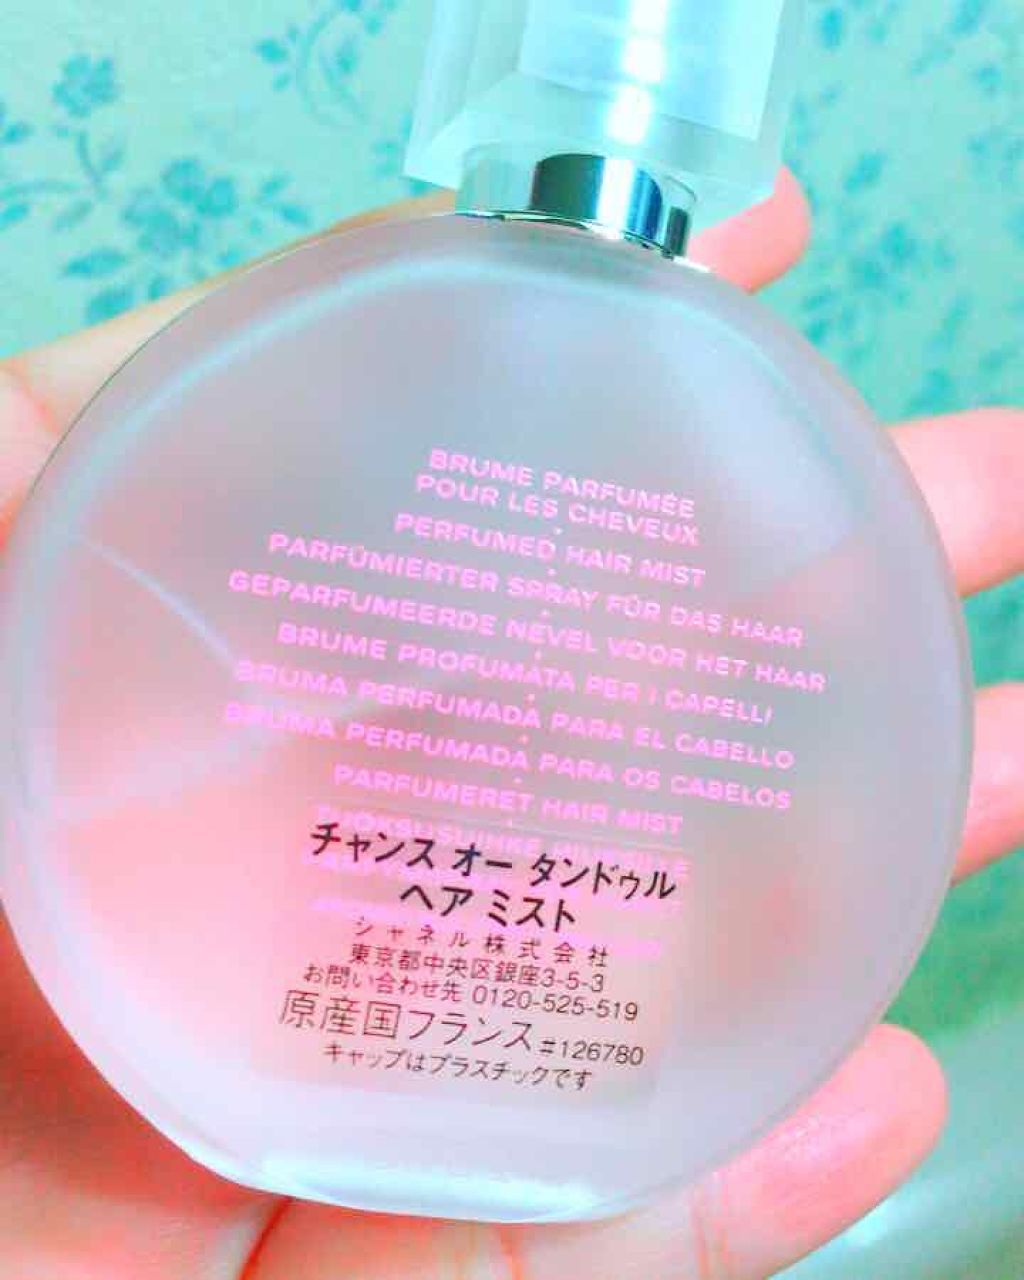 BRUME PARFUMÉE
POUR LES CHEVEUX
PERFUMED HAIR MIST
PARFÜMIERTER SPRAY FÜR DAS HAAR
GEPARFUMEERDE NEVEL VOOR HET HAAR
BRUME PROFUMATA PER I CAPELLI
BRUMA PERFUMADA PARA EL CABELLO
BRUMA PERFUMADA PARA OS CABELOS
PARFUMERET HAIR MIST
チャンス オー タンドゥル
ヘア ミスト
シャネル株式会社
東京都中央区銀座3-5-3
お問い合わせ先 0120-525-519
原産国フランス #126780
キャップはプラスチックです